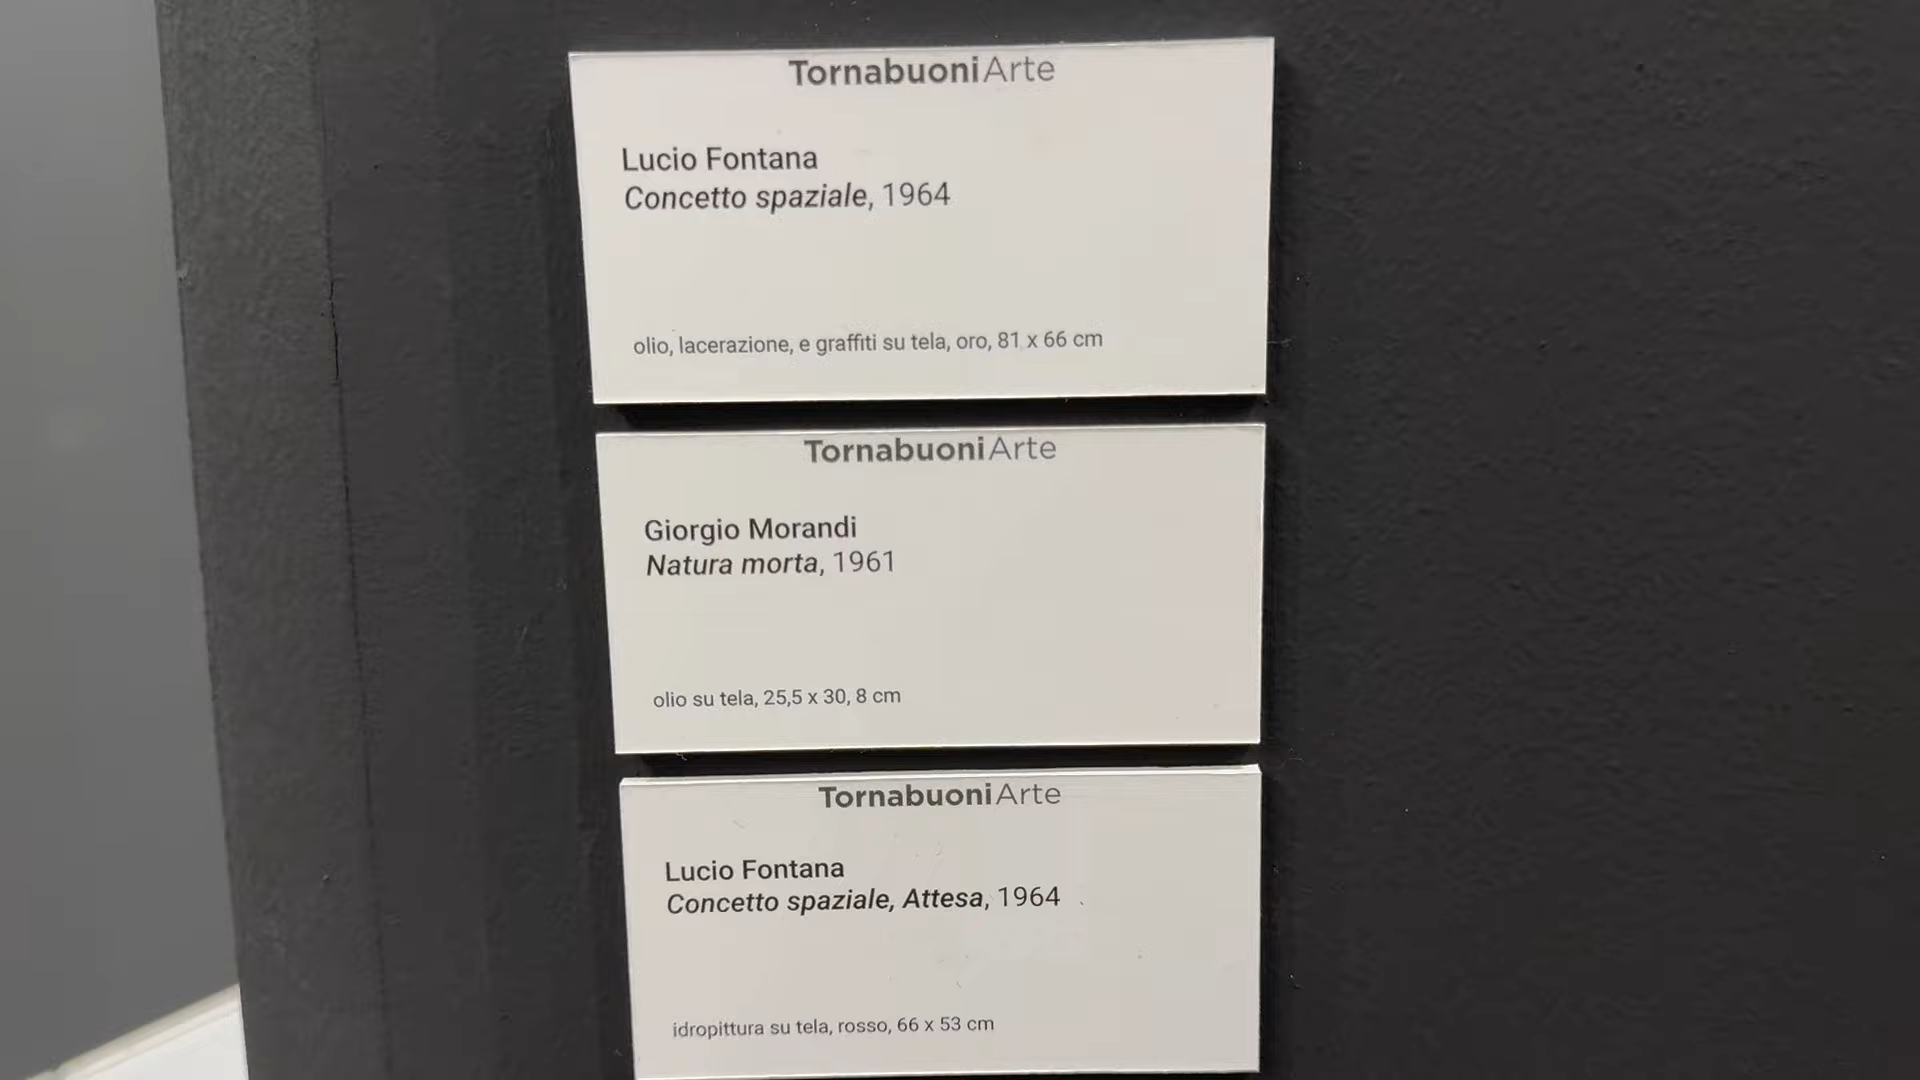 TornabuoniArte
Lucio Fontana
Concetto spaziale, 1964
olio, lacerazione, e graffiti su tela, oro, 81 x 66 cm
TornabuoniArte
Giorgio Morandi
Natura morta, 1961
olio su tela, 25,5 x 30, 8 cm
TornabuoniArte
Lucio Fontana
Concetto spaziale, Attesa, 1964
idropittura su tela, rosso, 66 x 53 cm